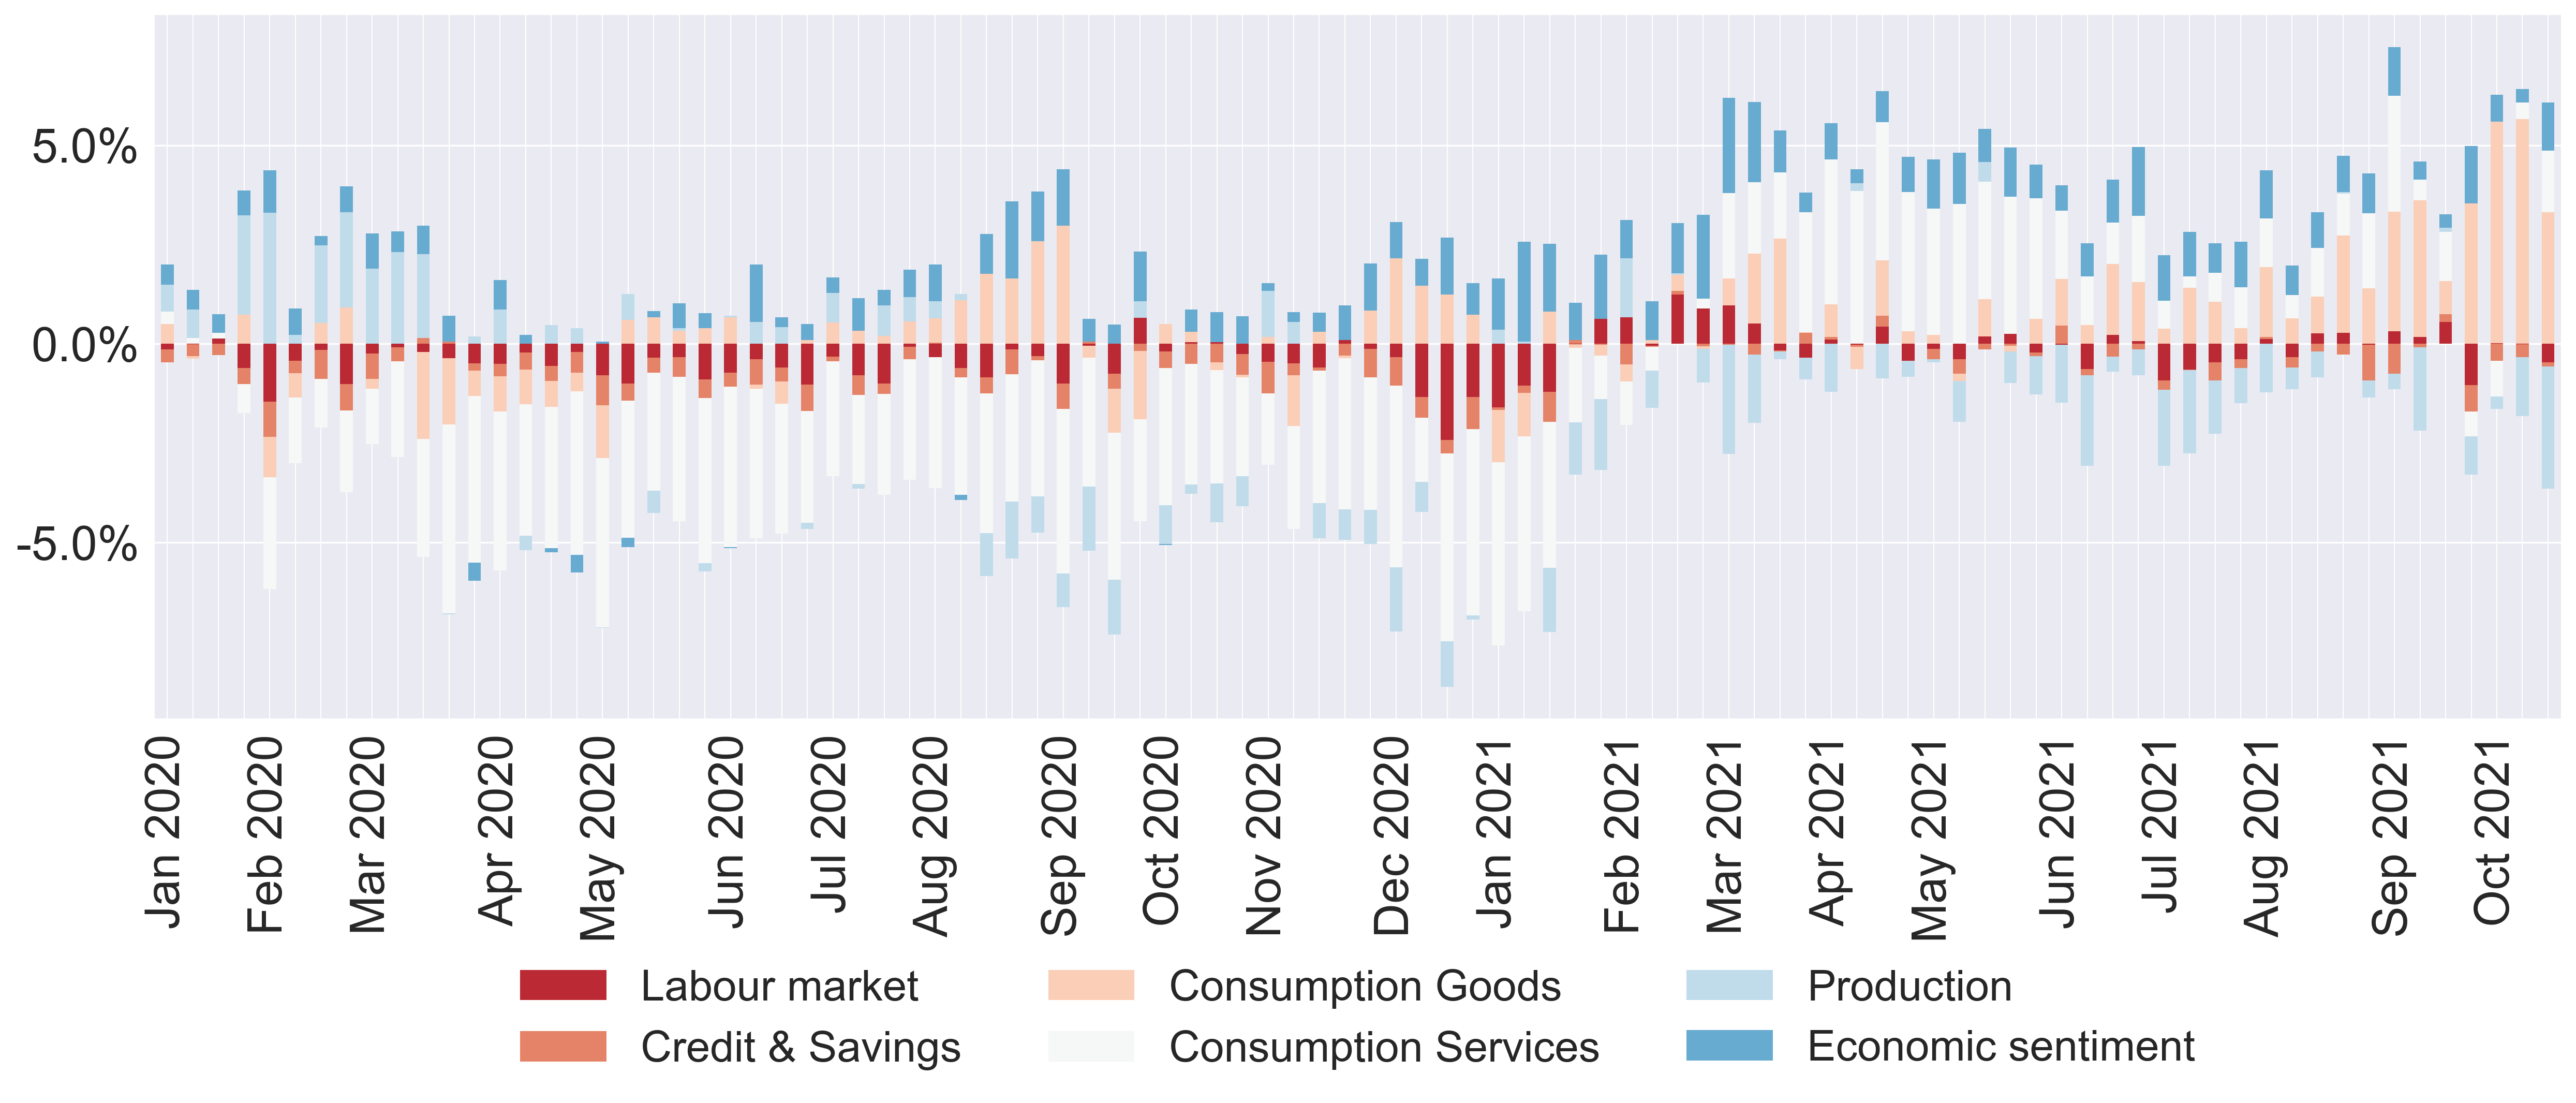 5.0%
0.0%
-5.0%
Jan 2020
Feb 2020
Mar 2020
Apr 2020
May 2020
Jun 2020
Jul 2020
Aug 2020
Sep 2020
Oct 2020
Nov 2020
Dec 2020
Jan 2021
Feb 2021
Mar 2021
Apr 2021
May 2021
Jun 2021
Jul 2021
Aug 2021
Sep 2021
Oct 2021
Labour market
Credit & Savings
Consumption Goods
Consumption Services
Production
Economic sentiment